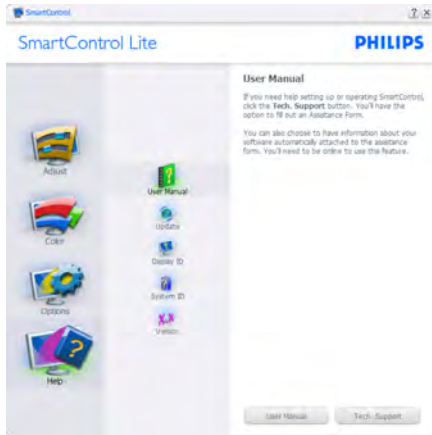 SmartControl
? x
SmartControl Lite
PHILIPS
User Manual
If you need help setting up or operating SmartControl,
click the Tech. Support button. You'll have the
option to fill out an Assistance Form.
You can also choose to have information about your
software automatically attached to the assistance
form. You'll need to be online to use this feature.
Adjust
Color
Options
Help
User Manual
Update
Display ID
System ID
Version
User Manual
Tech. Support